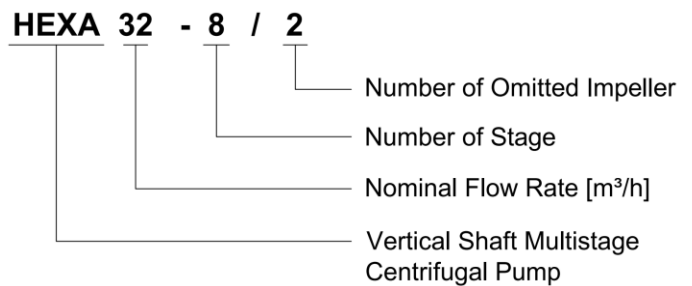 HEXA 32 - 8 / 2
Number of Omitted Impeller
Number of Stage
Nominal Flow Rate [m³/h]
Vertical Shaft Multistage
Centrifugal Pump